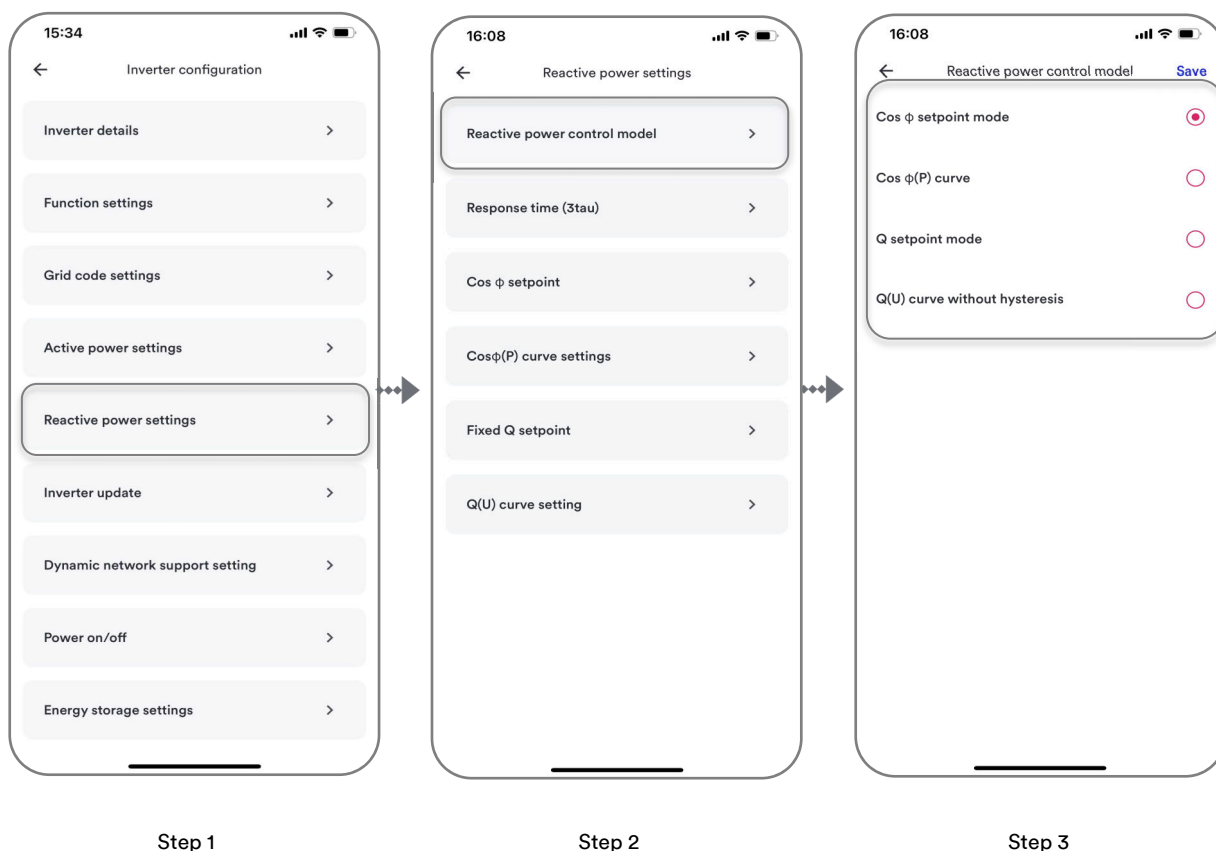 15:34
Inverter configuration
Inverter details
Function settings
Grid code settings
Active power settings
Reactive power settings
Inverter update
Dynamic network support setting
Power on/off
Energy storage settings
Step 1
16:08
Reactive power settings
Reactive power control model
Response time (3tau)
Cos ϕ setpoint
Cosϕ(P) curve settings
Fixed Q setpoint
Q(U) curve setting
Step 2
16:08
Reactive power control model Save
Cos ϕ setpoint mode
Cos ϕ(P) curve
Q setpoint mode
Q(U) curve without hysteresis
Step 3